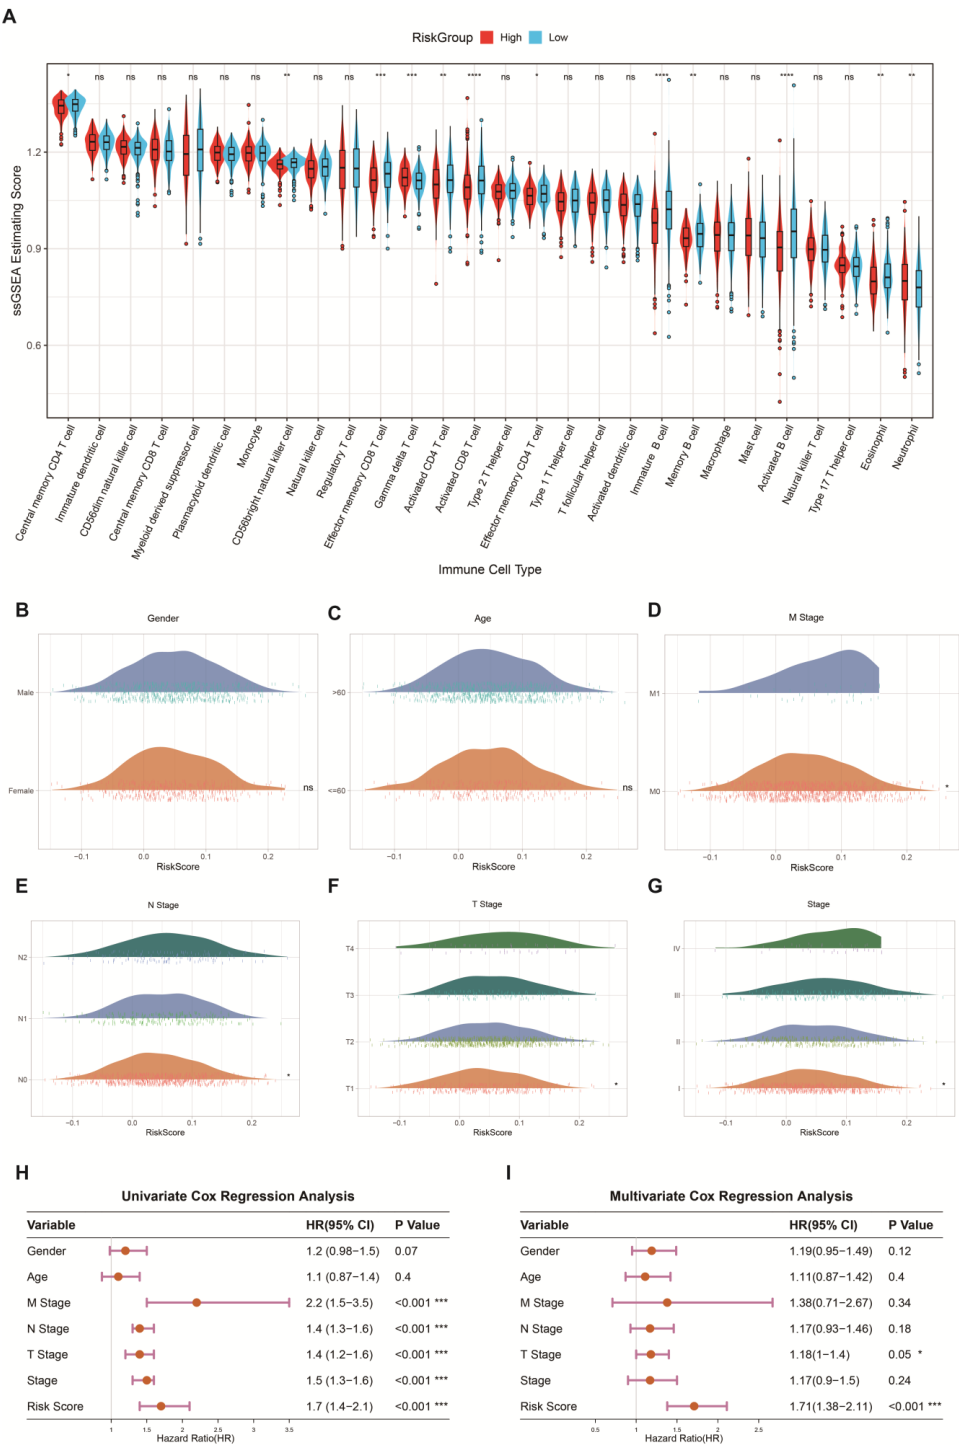 A
RiskGroup High Low
* ns ns ns ns ns ns ** ns ns *** *** ** **** ns * ns ns ns **** ** ns ns **** ns ns ** **
ssGSEA Estimating Score
1.2
0.9
0.6
Central memory CD4 T cell
Immature dendritic cell
CD56dim natural killer cell
Central memory CD8 T cell
Myeloid derived suppressor cell
Plasmacytoid dendritic cell
Monocyte
CD56bright natural killer cell
Natural killer cell
Regulatory T cell
Effector memeory CD8 T cell
Gamma delta T cell
Activated CD4 T cell
Activated CD8 T cell
Type 2 T helper cell
Effector memeory CD4 T cell
Type 1 T helper cell
T follicular helper cell
Activated dendritic cell
Immature B cell
Memory B cell
Macrophage
Mast cell
Activated B cell
Natural killer T cell
Type 17 T helper cell
Eosinophil
Neutrophil
Immune Cell Type
B
Gender
Male
Female
ns
−0.1 0.0 0.1 0.2
RiskScore
C
Age
>60
<=60
ns
−0.1 0.0 0.1 0.2
RiskScore
D
M Stage
M1
M0
*
−0.1 0.0 0.1 0.2
RiskScore
E
N Stage
N2
N1
N0
*
−0.1 0.0 0.1 0.2
RiskScore
F
T Stage
T4
T3
T2
T1
*
−0.1 0.0 0.1 0.2
RiskScore
G
Stage
IV
III
II
I
*
−0.1 0.0 0.1 0.2
RiskScore
H
Univariate Cox Regression Analysis
Variable HR(95% CI) P Value
Gender 1.2 (0.98−1.5) 0.07
Age 1.1 (0.87−1.4) 0.4
M Stage 2.2 (1.5−3.5) <0.001 ***
N Stage 1.4 (1.3−1.6) <0.001 ***
T Stage 1.4 (1.2−1.6) <0.001 ***
Stage 1.5 (1.3−1.6) <0.001 ***
Risk Score 1.7 (1.4−2.1) <0.001 ***
1 1.5 2 2.5 3 3.5
Hazard Ratio(HR)
I
Multivariate Cox Regression Analysis
Variable HR(95% CI) P Value
Gender 1.19(0.95−1.49) 0.12
Age 1.11(0.87−1.42) 0.4
M Stage 1.38(0.71−2.67) 0.34
N Stage 1.17(0.93−1.46) 0.18
T Stage 1.18(1−1.4) 0.05 *
Stage 1.17(0.9−1.5) 0.24
Risk Score 1.71(1.38−2.11) <0.001 ***
0.5 1 1.5 2 2.5
Hazard Ratio(HR)